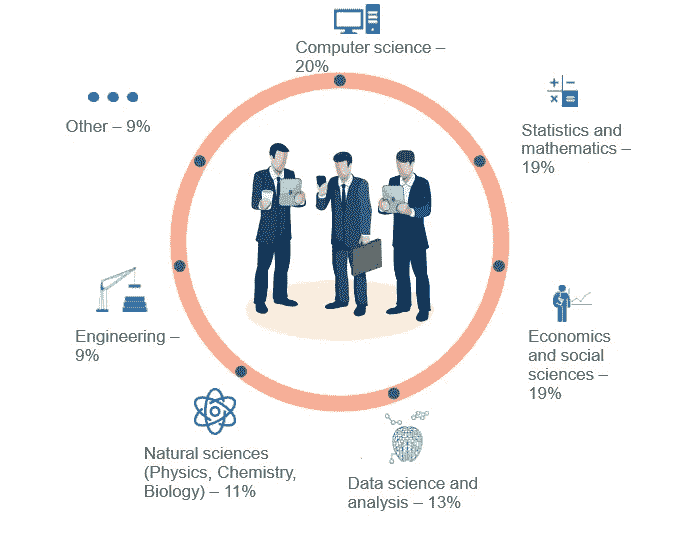 Computer science –
20%
Statistics and
mathematics –
19%
Economics
and social
sciences –
19%
Data science and
analysis – 13%
Natural sciences
(Physics, Chemistry,
Biology) – 11%
Engineering –
9%
Other – 9%